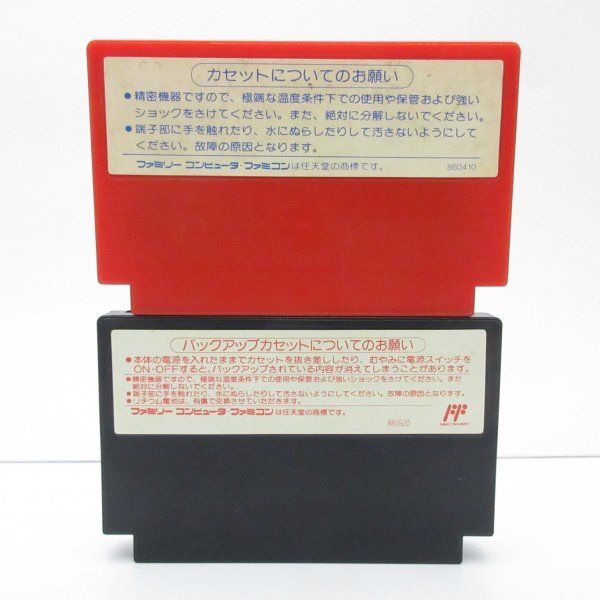 カセットについてのお願い
●精密機器ですので、極端な温度条件下での使用や保管および強い
ショックをさけてください。また、絶対に分解しないでください。
●端子部に手を触れたり、水にぬらしたりして汚さないようにして
ください。故障の原因となります。
ファミリー コンピュータ・ファミコンは任天堂の商標です。 860410
バックアップカセットについてのお願い
●本体の電源を入れたままでカセットを抜き差ししたり、むやみに電源スイッチを
ON・OFFすると、バックアップされている内容が消えてしまうことがあります。
●精密機器ですので、極端な温度条件下での使用や保管および強いショックをさけてください。また
絶対に分解しないでください。
●端子部に手を触れたり、水にぬらしたりして汚さないようにしてください。故障の原因となります。
●リチウム電池は、有償で交換させていただきます。
ファミリー コンピュータ・ファミコンは任天堂の商標です。
880920